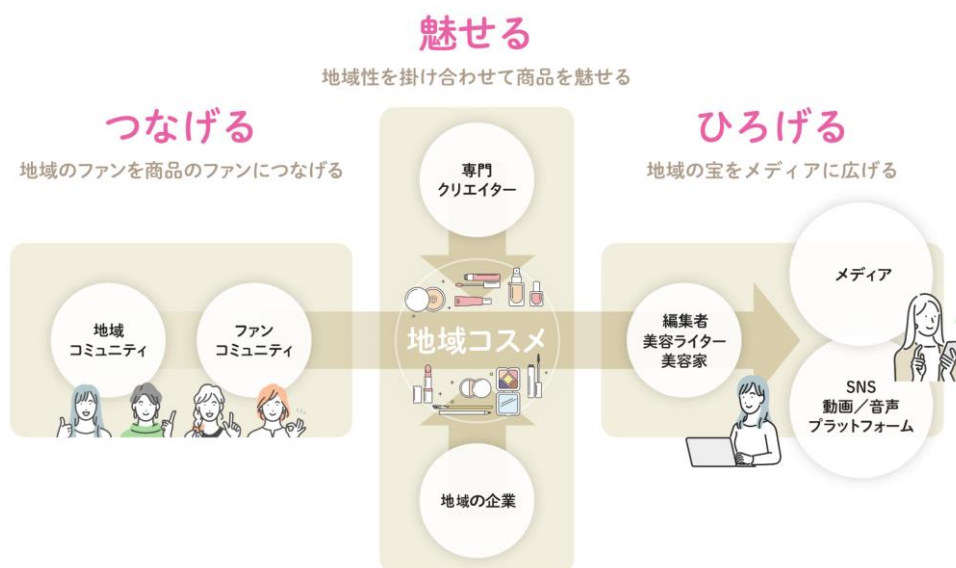 魅せる
地域性を掛け合わせて商品を魅せる
つなげる
地域のファンを商品のファンにつなげる
ひろげる
地域の宝をメディアに広げる
専門
クリエイター
地域
コミュニティ
ファン
コミュニティ
地域コスメ
地域の企業
編集者
美容ライター
美容家
メディア
SNS
動画／音声
プラットフォーム